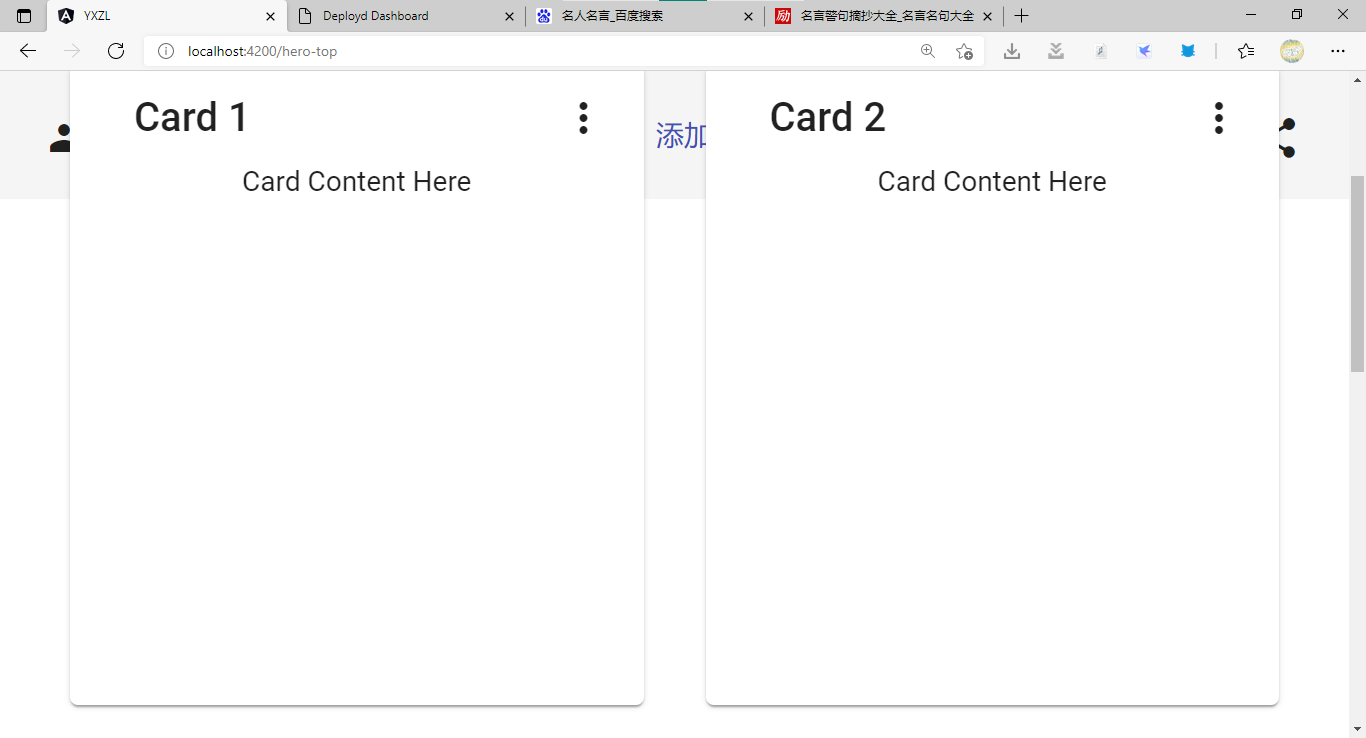 YXZL
Deployd Dashboard
名人名言_百度搜索
励
名言警句摘抄大全_名言名句大全
localhost:4200/hero-top
Card 1
添加
Card 2
Card Content Here
Card Content Here